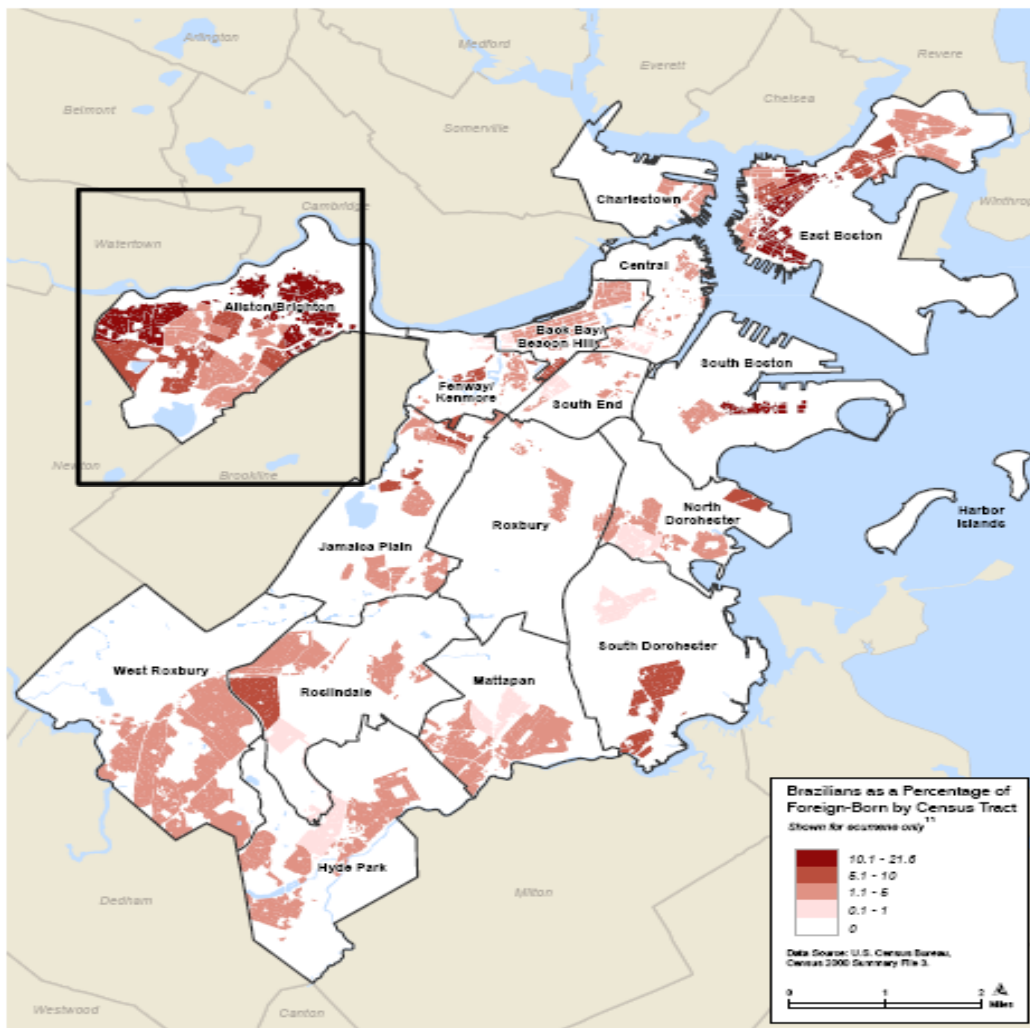 Arlington
Medford
Revere
Everett
Chelsea
Belmont
Somerville
Winthrop
Charlestown
Cambridge
East Boston
Watertown
Central
Allston/Brighton
Back Bay/
Beacon Hills
South Boston
Fenway/
Kenmore
South End
Newton
Brookline
North
Dorchester
Harbor
Islands
Roxbury
Jamaica Plain
South Dorchester
West Roxbury
Roslindale
Mattapan
Hyde Park
Milton
Dedham
Westwood
Canton
Brazilians as a Percentage of
Foreign-Born by Census Tract
Shown for ecumene only 11
10.1 - 21.6
5.1 - 10
1.1 - 5
0.1 - 1
0
Data Source: U.S. Census Bureau,
Census 2000 Summary File 3.
0 1 2
Miles